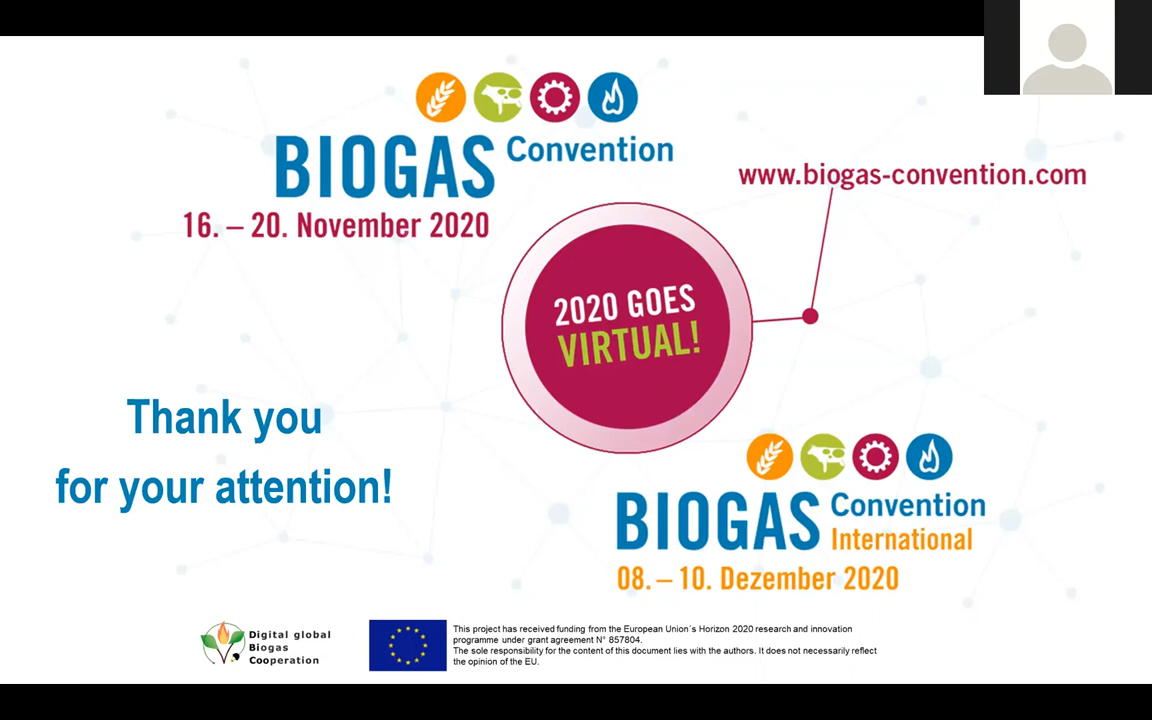 BIOGAS Convention
16. – 20. November 2020
www.biogas-convention.com
2020 GOES
VIRTUAL!
Thank you
for your attention!
BIOGAS Convention
International
08. – 10. Dezember 2020
Digital global
Biogas
Cooperation
This project has received funding from the European Union´s Horizon 2020 research and innovation
programme under grant agreement N° 857804.
The sole responsibility for the content of this document lies with the authors. It does not necessarily reflect
the opinion of the EU.